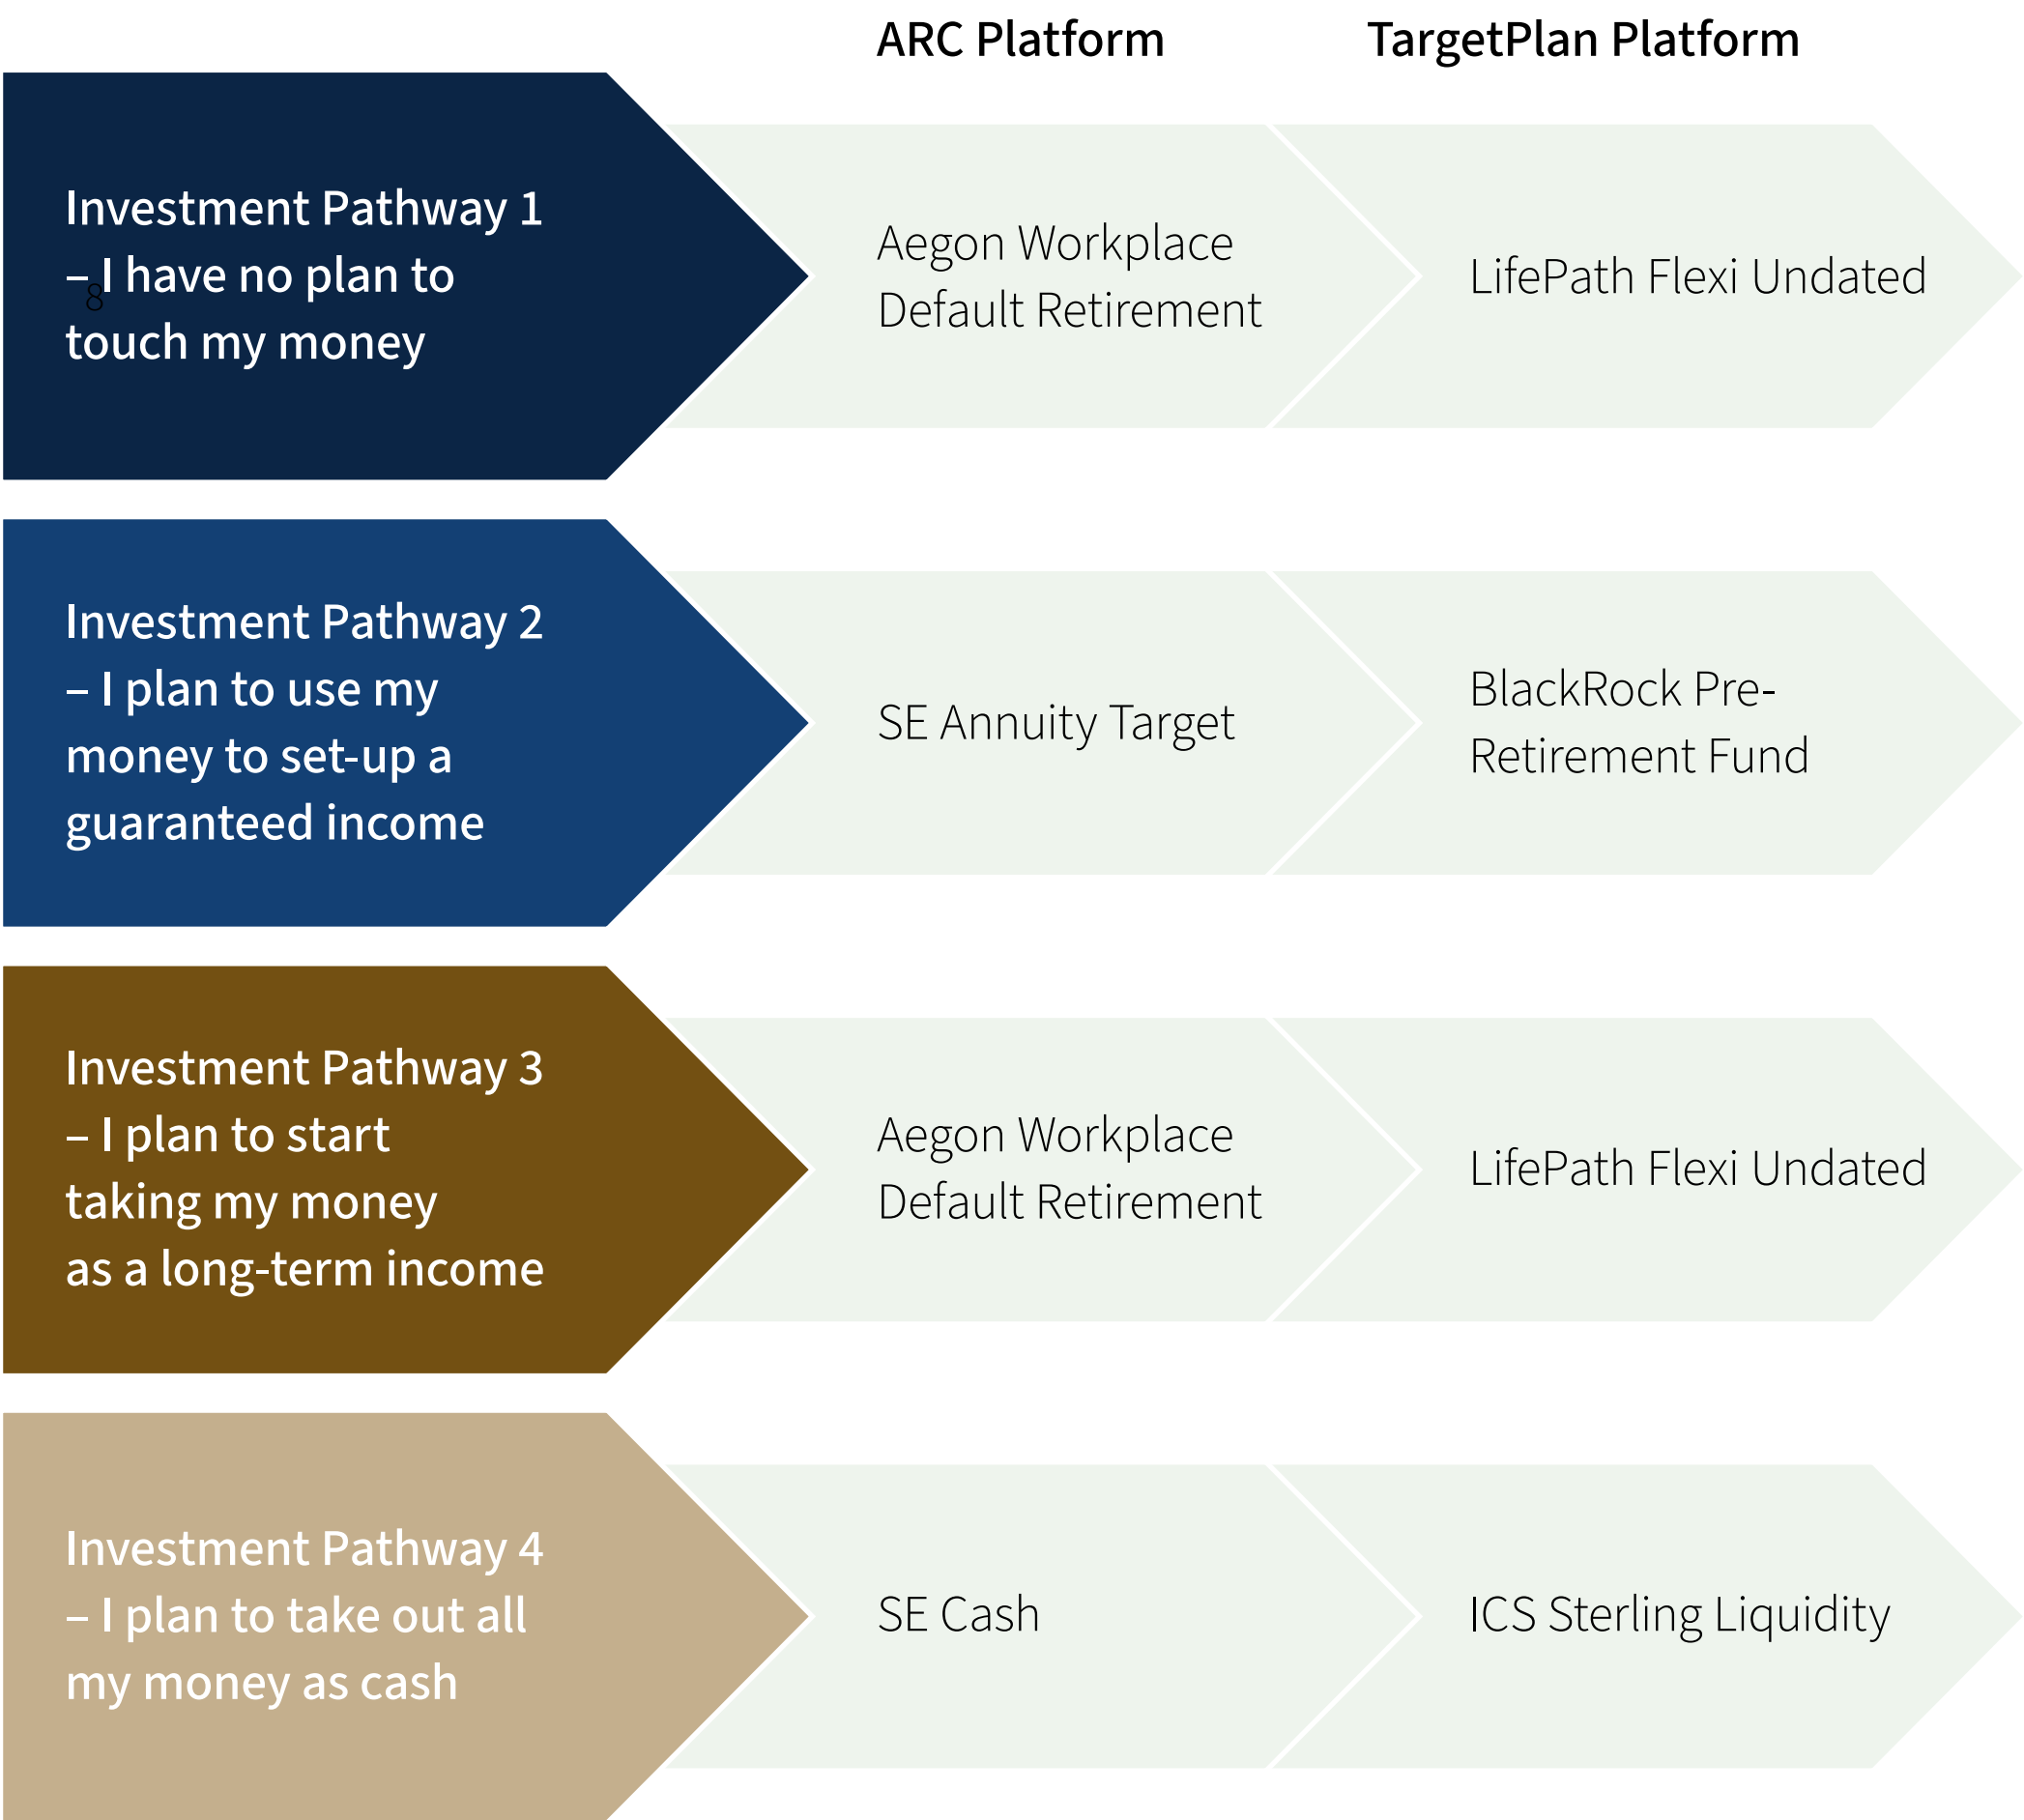 ARC Platform
TargetPlan Platform
Investment Pathway 1
– I have no plan to
8
touch my money
Aegon Workplace
Default Retirement
LifePath Flexi Undated
Investment Pathway 2
– I plan to use my
money to set-up a
guaranteed income
SE Annuity Target
BlackRock Pre-
Retirement Fund
Investment Pathway 3
– I plan to start
taking my money
as a long-term income
Aegon Workplace
Default Retirement
LifePath Flexi Undated
Investment Pathway 4
– I plan to take out all
my money as cash
SE Cash
ICS Sterling Liquidity